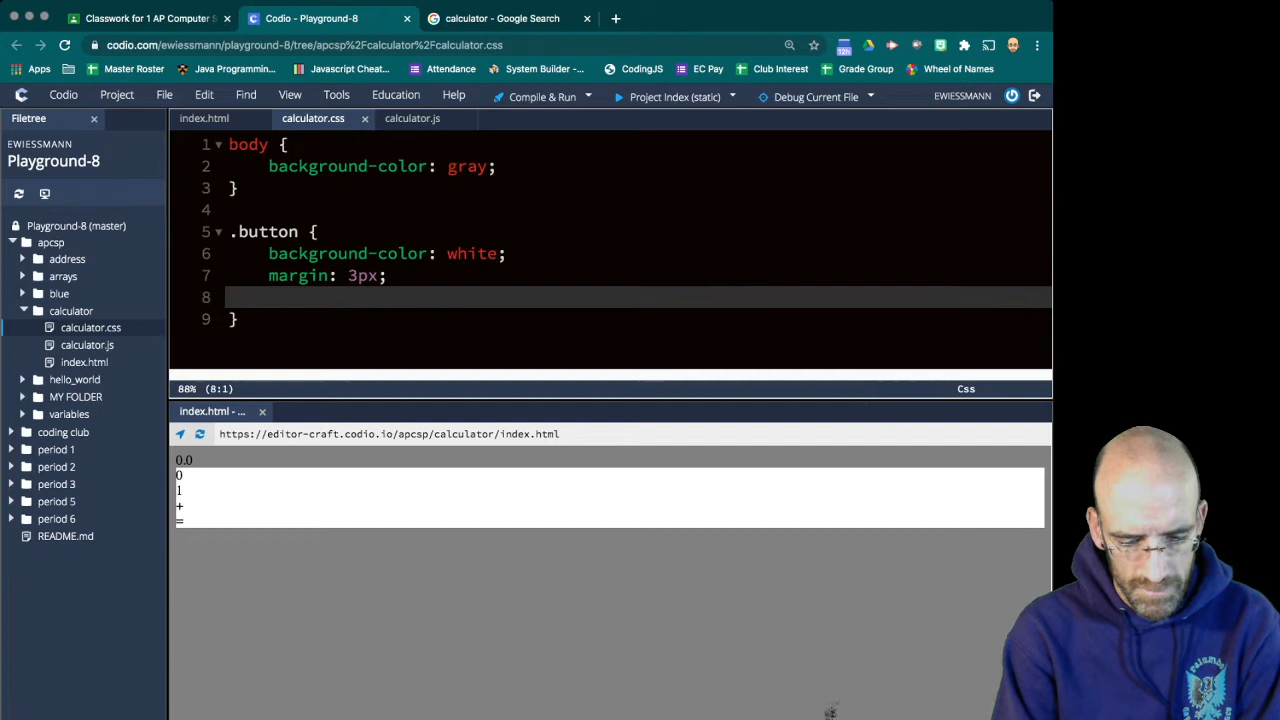 Classwork for 1 AP Computer S
Codio - Playground-8
calculator - Google Search
codio.com/ewiessmann/playground-8/tree/apcsp%2Fcalculator%2Fcalculator.css
12h
Apps
Master Roster
Java Programmin...
Javascript Cheat...
Attendance
System Builder -...
CodingJS
EC Pay
Club Interest
Grade Group
Wheel of Names
Codio
Project
File
Edit
Find
View
Tools
Education
Help
Compile & Run
Project Index (static)
Debug Current File
EWIESSMANN
Filetree
index.html
calculator.css
calculator.js
EWIESSMANN
Playground-8
Playground-8 (master)
apcsp
address
arrays
blue
calculator
calculator.css
calculator.js
index.html
hello_world
MY FOLDER
variables
coding club
period 1
period 2
period 3
period 5
period 6
README.md
1 body {
2 background-color: gray;
3 }
4
5 .button {
6 background-color: white;
7 margin: 3px;
8
9 }
88% (8:1)
Css
index.html - ...
https://editor-craft.codio.io/apcsp/calculator/index.html
0.0
0
1
+
=
palumbo